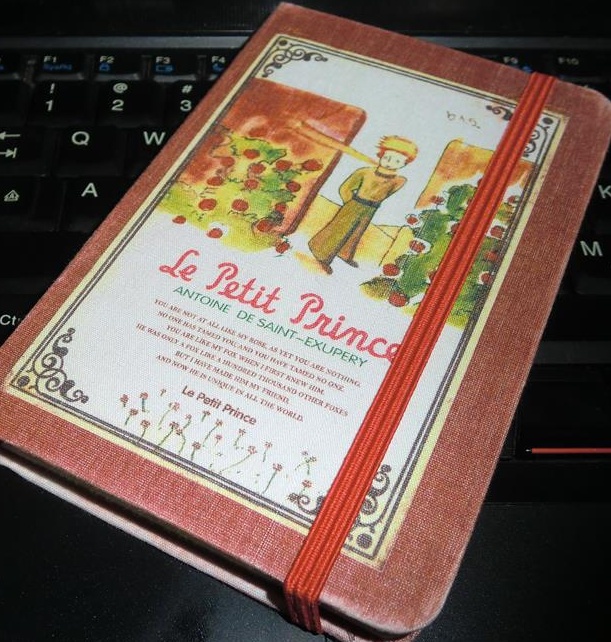 F1
F2
F3
F4
F9
F10
!
1
@
2
#
3
Q
W
A
M
Ct
Le Petit Prince
ANTOINE DE SAINT-EXUPERY
YOU ARE NOT AT ALL LIKE MY ROSE, AS YET YOU ARE NOTHING.
NO ONE HAS TAMED YOU, AND YOU HAVE TAMED NO ONE.
YOU ARE LIKE MY FOX WHEN I FIRST KNEW HIM.
HE WAS ONLY A FOX LIKE A HUNDRED THOUSAND OTHER FOXES
BUT I HAVE MADE HIM MY FRIEND,
AND NOW HE IS UNIQUE IN ALL THE WORLD.
Le Petit Prince